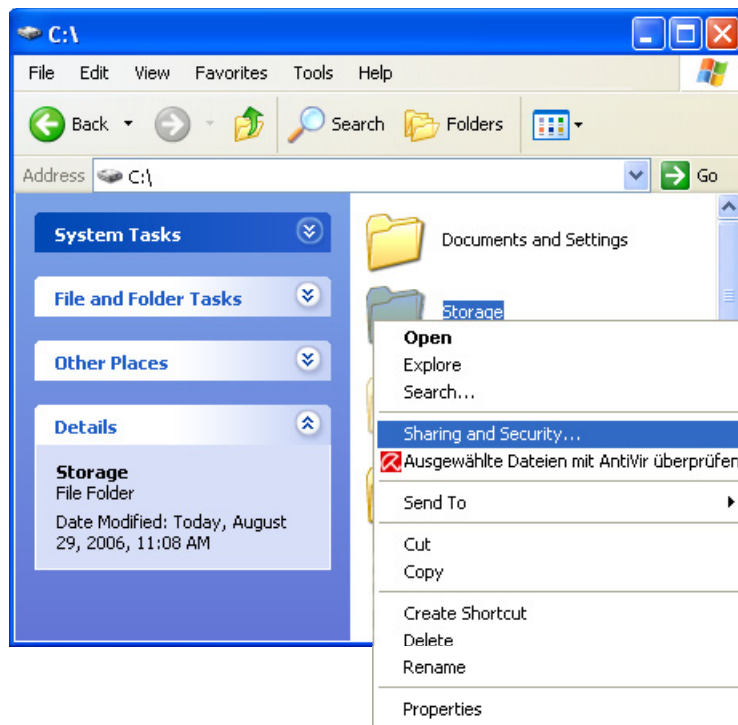 C:\
File Edit View Favorites Tools Help
Back Search Folders
Address C:\ Go
System Tasks
File and Folder Tasks
Other Places
Details
Storage
File Folder
Date Modified: Today, August
29, 2006, 11:08 AM
Documents and Settings
Storage
Open
Explore
Search...
Sharing and Security...
Ausgewählte Dateien mit AntiVir überprüfen
Send To
Cut
Copy
Create Shortcut
Delete
Rename
Properties